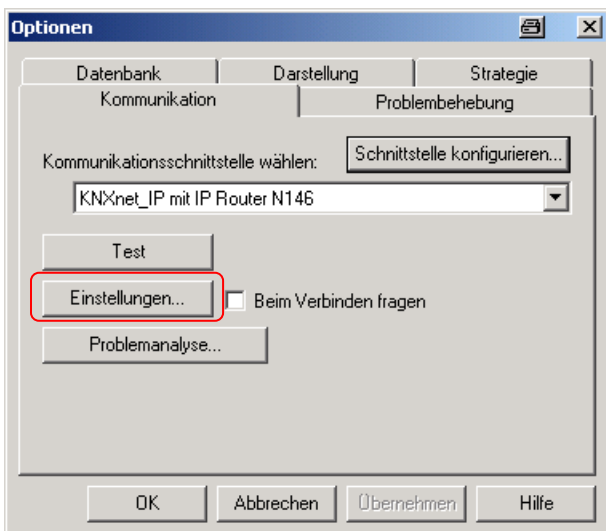 Optionen
Datenbank Darstellung Strategie
Kommunikation Problembehebung
Kommunikationsschnittstelle wählen: Schnittstelle konfigurieren...
KNXnet_IP mit IP Router N146
Test
Einstellungen... Beim Verbinden fragen
Problemanalyse...
OK Abbrechen Übernehmen Hilfe